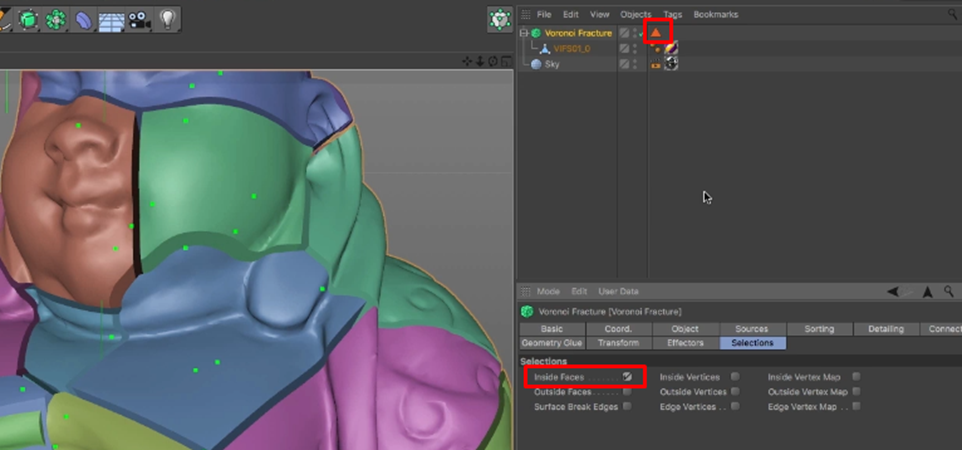 File Edit View Objects Tags Bookmarks
Voronoi Fracture
VIFS01_0
Sky
Mode Edit User Data
Voronoi Fracture [Voronoi Fracture]
Basic Coord. Object Sources Sorting Detailing Connect
Geometry Glue Transform Effectors Selections
Selections
Inside Faces Inside Vertices Inside Vertex Map
Outside Faces Outside Vertices Outside Vertex Map
Surface Break Edges Edge Vertices Edge Vertex Map